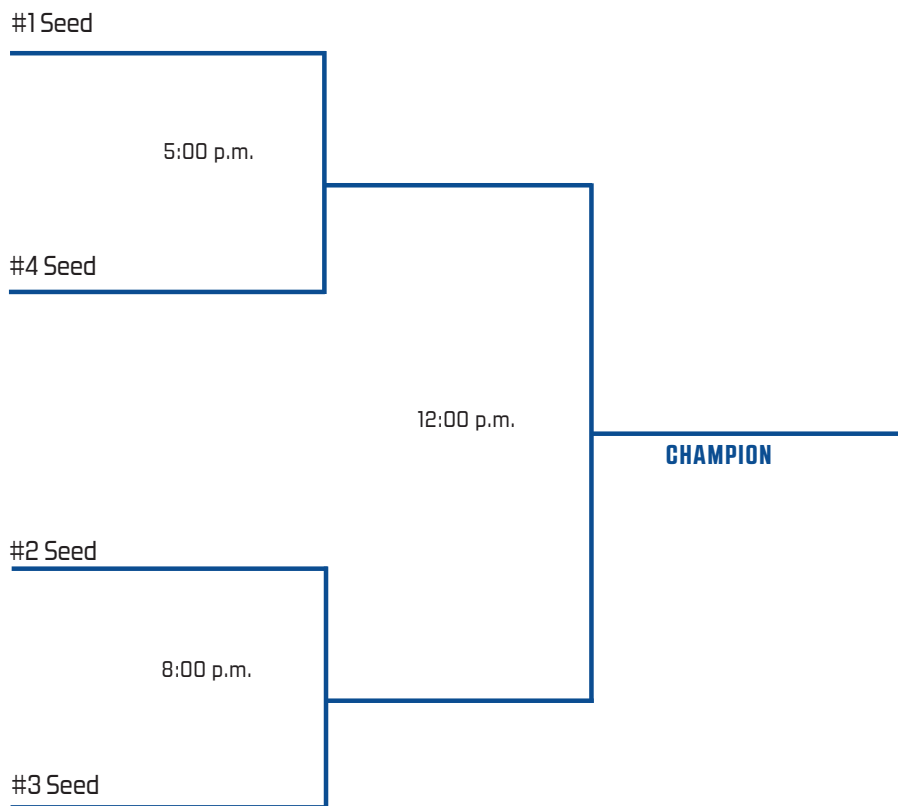 #1 Seed
5:00 p.m.
#4 Seed
12:00 p.m.
CHAMPION
#2 Seed
8:00 p.m.
#3 Seed